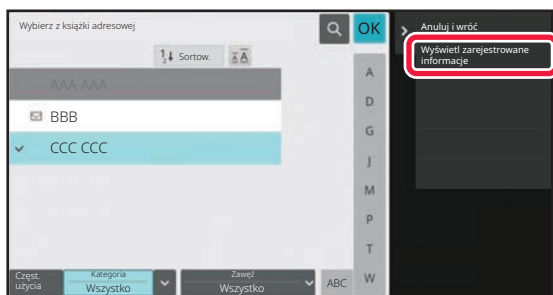 Wybierz z książki adresowej
OK
Anuluj i wróć
Wyświetl zarejestrowane
informacje
Sortow.
AAA AAA
BBB
CCC CCC
A
D
G
J
M
P
T
W
Częst.
użycia
Kategoria
Wszystko
Zawęź
Wszystko
ABC